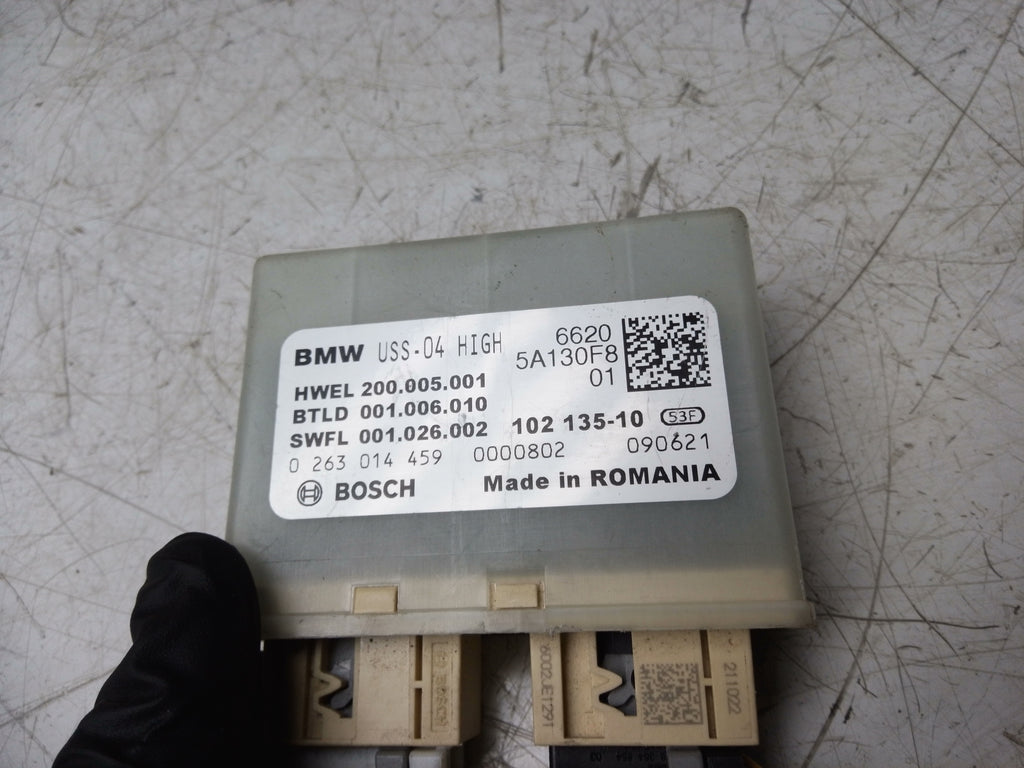 BMW USS-04 HIGH 6620
5A130F8
01
HWEL 200.005.001
BTLD 001.006.010
SWFL 001.026.002 102 135-10 53F
0 263 014 459 0000802 090621
BOSCH Made in ROMANIA
211022